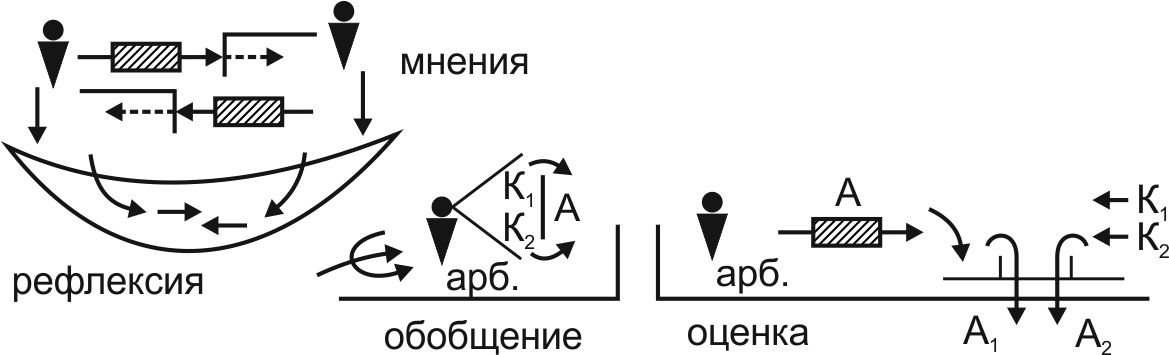 мнения
рефлексия
К1
К2
А
арб.
обобщение
А
К1
К2
арб.
оценка
А1
А2